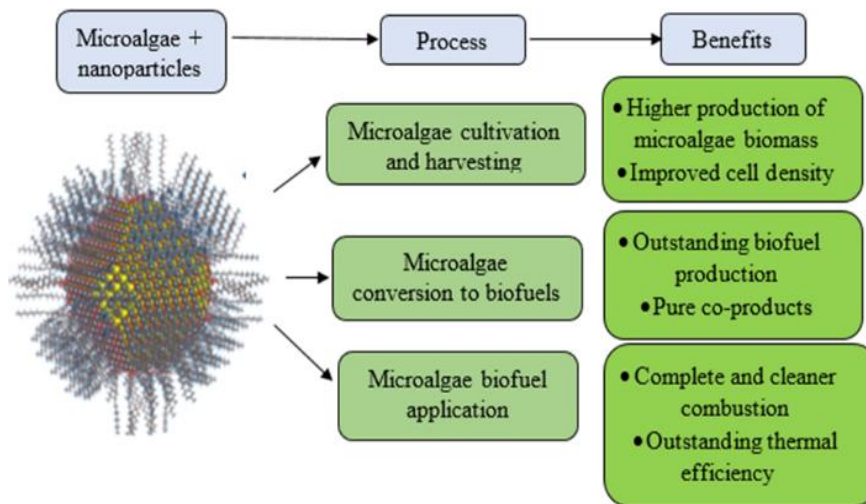 Microalgae +
nanoparticles
Process
Benefits
Microalgae cultivation
and harvesting
• Higher production of
microalgae biomass
• Improved cell density
Microalgae
conversion to biofuels
• Outstanding biofuel
production
• Pure co-products
Microalgae biofuel
application
• Complete and cleaner
combustion
• Outstanding thermal
efficiency